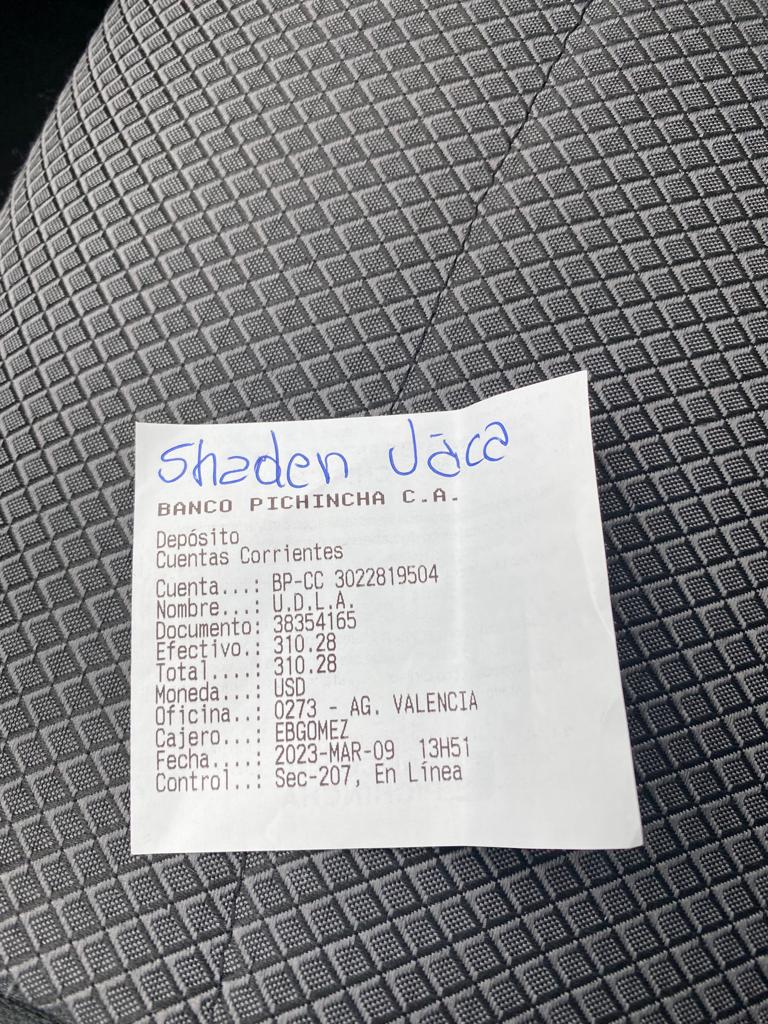 Shaden Jàca
BANCO PICHINCHA C.A.
Depósito
Cuentas Corrientes
Cuenta...: BP-CC 3022819504
Nombre...: U.D.L.A.
Documento: 38354165
Efectivo.: 310.28
Total....: 310.28
Moneda...: USD
Oficina..: 0273 - AG. VALENCIA
Cajero...: EBGOMEZ
Fecha....: 2023-MAR-09 13H51
Control..: Sec-207, En Línea